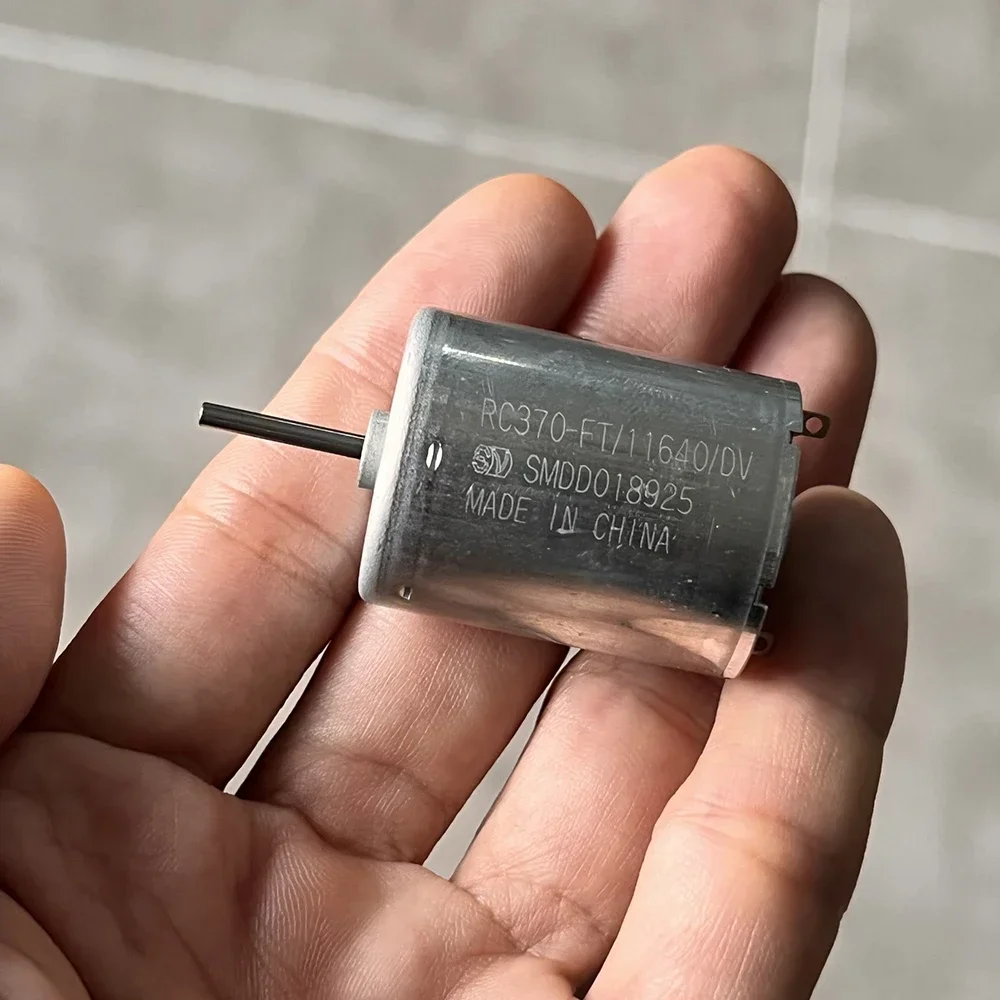 RC370-FT/11640/DV
SMDD018925
MADE IN CHINA